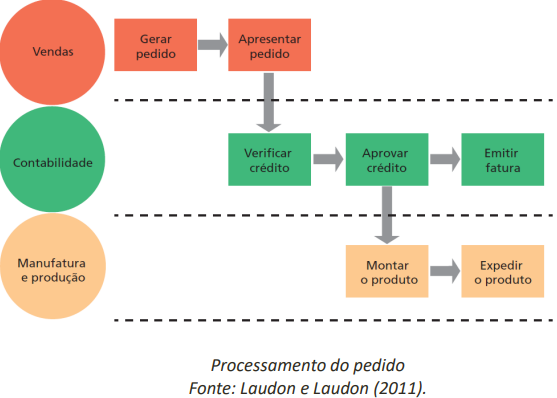 Vendas
Gerar
pedido
Apresentar
pedido
Contabilidade
Verificar
crédito
Aprovar
crédito
Emitir
fatura
Manufatura
e produção
Montar
o produto
Expedir
o produto
Processamento do pedido
Fonte: Laudon e Laudon (2011).